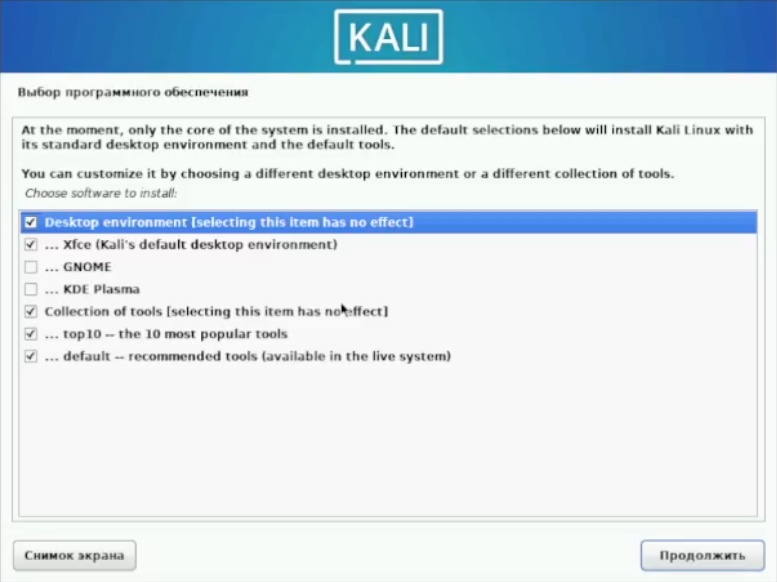 KALI
Выбор программного обеспечения
At the moment, only the core of the system is installed. The default selections below will install Kali Linux with
its standard desktop environment and the default tools.
You can customize it by choosing a different desktop environment or a different collection of tools.
Choose software to install:
Desktop environment [selecting this item has no effect]
... Xfce (Kali's default desktop environment)
... GNOME
... KDE Plasma
Collection of tools [selecting this item has no effect]
... top10 -- the 10 most popular tools
... default -- recommended tools (available in the live system)
Снимок экрана
Продолжить